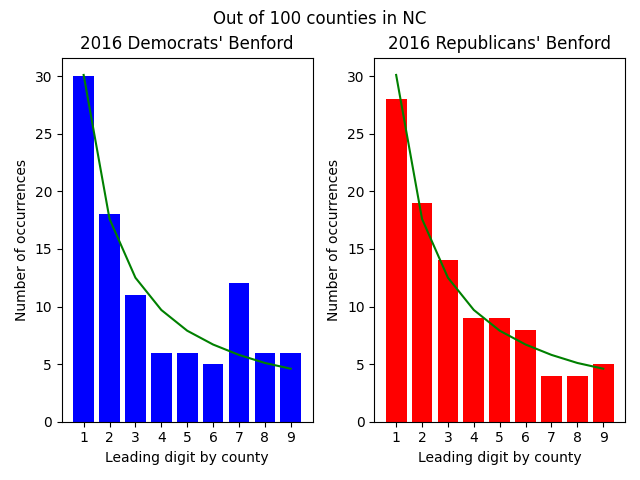 Out of 100 counties in NC
2016 Democrats' Benford
2016 Republicans' Benford
Number of occurrences
30
25
20
15
10
5
0
1 2 3 4 5 6 7 8 9
Leading digit by county
Number of occurrences
30
25
20
15
10
5
0
1 2 3 4 5 6 7 8 9
Leading digit by county